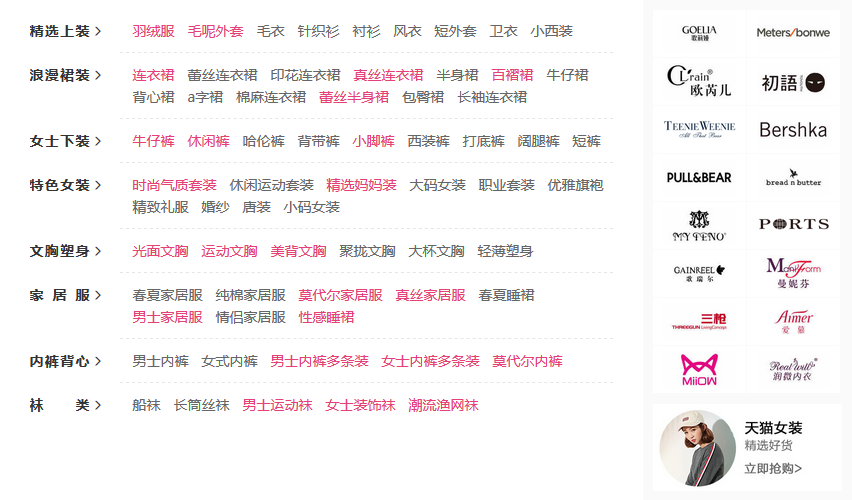 精选上装 > 羽绒服 毛呢外套 毛衣 针织衫 衬衫 风衣 短外套 卫衣 小西装
浪漫裙装 > 连衣裙 蕾丝连衣裙 印花连衣裙 真丝连衣裙 半身裙 百褶裙 牛仔裙
背心裙 a字裙 棉麻连衣裙 蕾丝半身裙 包臀裙 长袖连衣裙
女士下装 > 牛仔裤 休闲裤 哈伦裤 背带裤 小脚裤 西装裤 打底裤 阔腿裤 短裤
特色女装 > 时尚气质套装 休闲运动套装 精选妈妈装 大码女装 职业套装 优雅旗袍
精致礼服 婚纱 唐装 小码女装
文胸塑身 > 光面文胸 运动文胸 美背文胸 聚拢文胸 大杯文胸 轻薄塑身
家居服 > 春夏家居服 纯棉家居服 莫代尔家居服 真丝家居服 春夏睡裙
男士家居服 情侣家居服 性感睡裙
内裤背心 > 男士内裤 女式内裤 男士内裤多条装 女士内裤多条装 莫代尔内裤
袜类 > 船袜 长筒丝袜 男士运动袜 女士装饰袜 潮流渔网袜
GOELIA
歌莉娅
Meters/bonwe
CLrain®
欧芮儿
初語
TEENIE WEENIE
Bershka
PULL&BEAR
bread n butter
MYTENO
PORTS
GAINREEL
歌瑞尔
ManiForm
曼妮芬
三枪
THREEGUN LivingConcept
Aimer
爱慕
MiiOW
Real will®
润微内衣
天猫女装
精选好货
立即抢购>